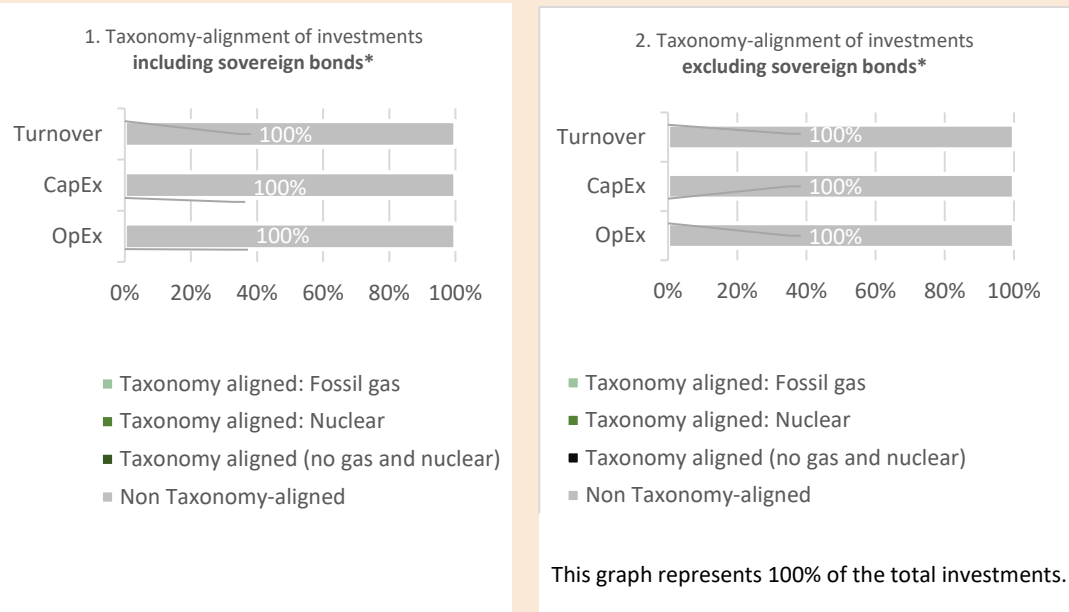 1. Taxonomy-alignment of investments
including sovereign bonds*
Turnover
100%
CapEx
100%
OpEx
100%
0% 20% 40% 60% 80% 100%
Taxonomy aligned: Fossil gas
Taxonomy aligned: Nuclear
Taxonomy aligned (no gas and nuclear)
Non Taxonomy-aligned
2. Taxonomy-alignment of investments
excluding sovereign bonds*
Turnover
100%
CapEx
100%
OpEx
100%
0% 20% 40% 60% 80% 100%
Taxonomy aligned: Fossil gas
Taxonomy aligned: Nuclear
Taxonomy aligned (no gas and nuclear)
Non Taxonomy-aligned
This graph represents 100% of the total investments.